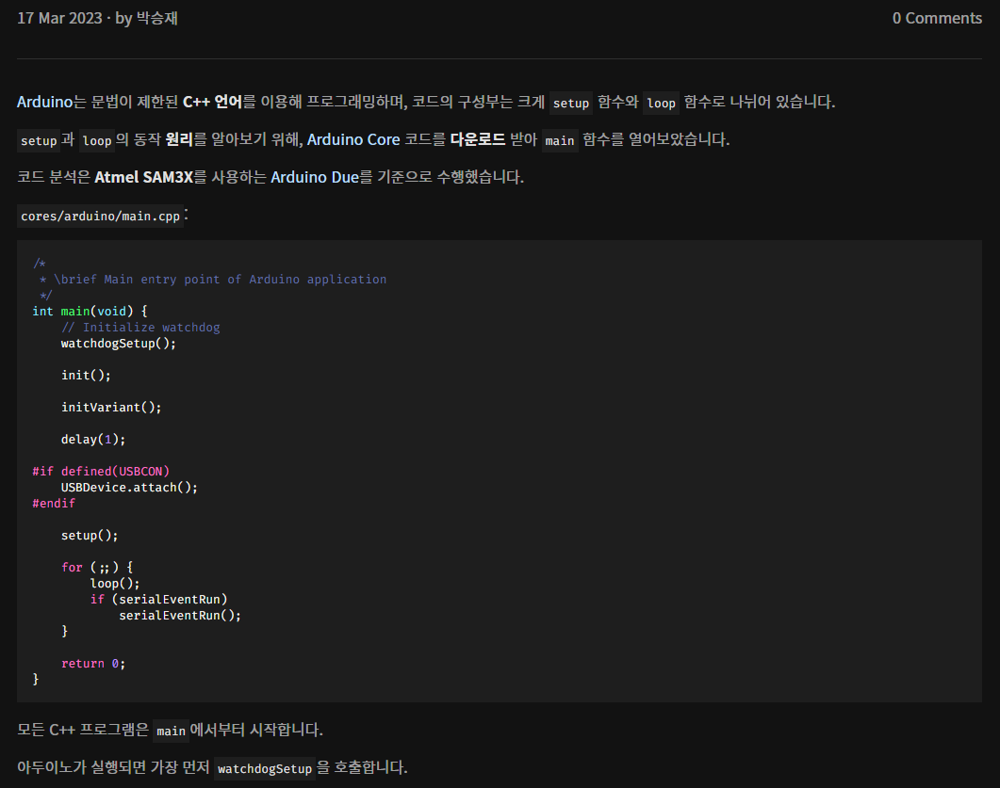 17 Mar 2023 · by 박승재
0 Comments
Arduino는 문법이 제한된 C++ 언어를 이용해 프로그래밍하며, 코드의 구성부는 크게 setup 함수와 loop 함수로 나뉘어 있습니다.
setup 과 loop 의 동작 원리를 알아보기 위해, Arduino Core 코드를 다운로드 받아 main 함수를 열어보았습니다.
코드 분석은 Atmel SAM3X를 사용하는 Arduino Due를 기준으로 수행했습니다.
cores/arduino/main.cpp :
/*
 * \brief Main entry point of Arduino application
 */
int main(void) {
    // Initialize watchdog
    watchdogSetup();
    init();
    initVariant();
    delay(1);
#if defined(USBCON)
    USBDevice.attach();
#endif
    setup();
    for (;;) {
        loop();
        if (serialEventRun)
            serialEventRun();
    }
    return 0;
}
모든 C++ 프로그램은 main 에서부터 시작합니다.
아두이노가 실행되면 가장 먼저 watchdogSetup 을 호출합니다.